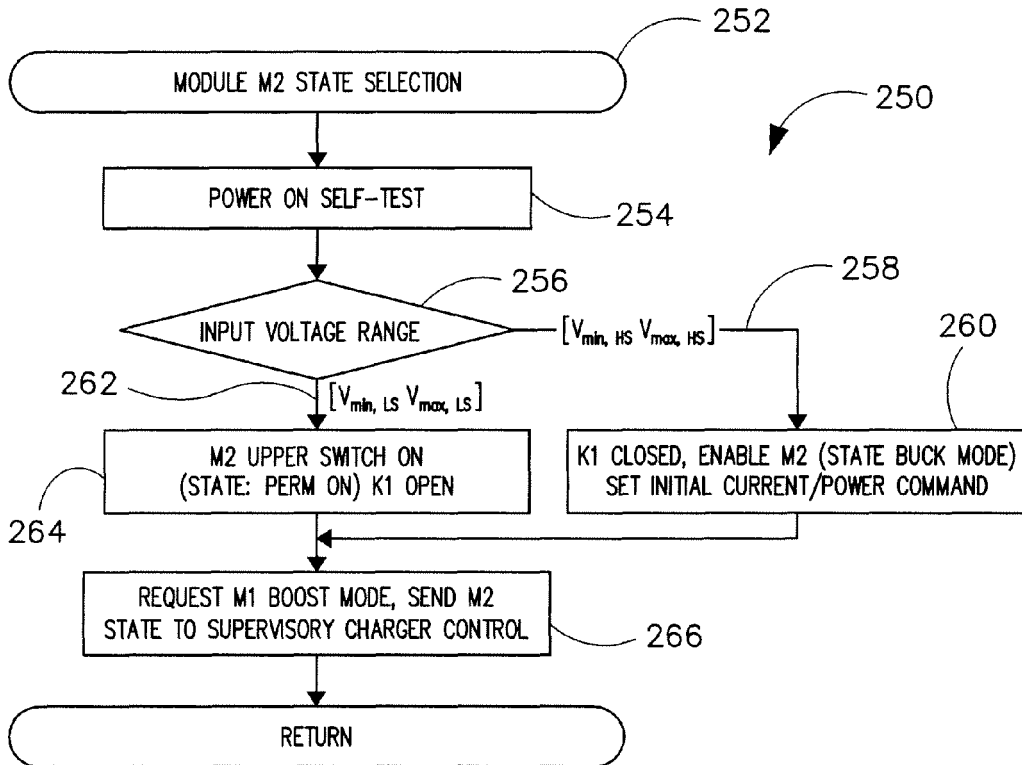 252
MODULE M2 STATE SELECTION
250
POWER ON SELF-TEST
254
256
258
INPUT VOLTAGE RANGE
[Vmin, HS Vmax, HS]
260
262
[Vmin, LS Vmax, LS]
M2 UPPER SWITCH ON
(STATE: PERM ON) K1 OPEN
K1 CLOSED, ENABLE M2 (STATE BUCK MODE)
SET INITIAL CURRENT/POWER COMMAND
264
REQUEST M1 BOOST MODE, SEND M2
STATE TO SUPERVISORY CHARGER CONTROL
266
RETURN